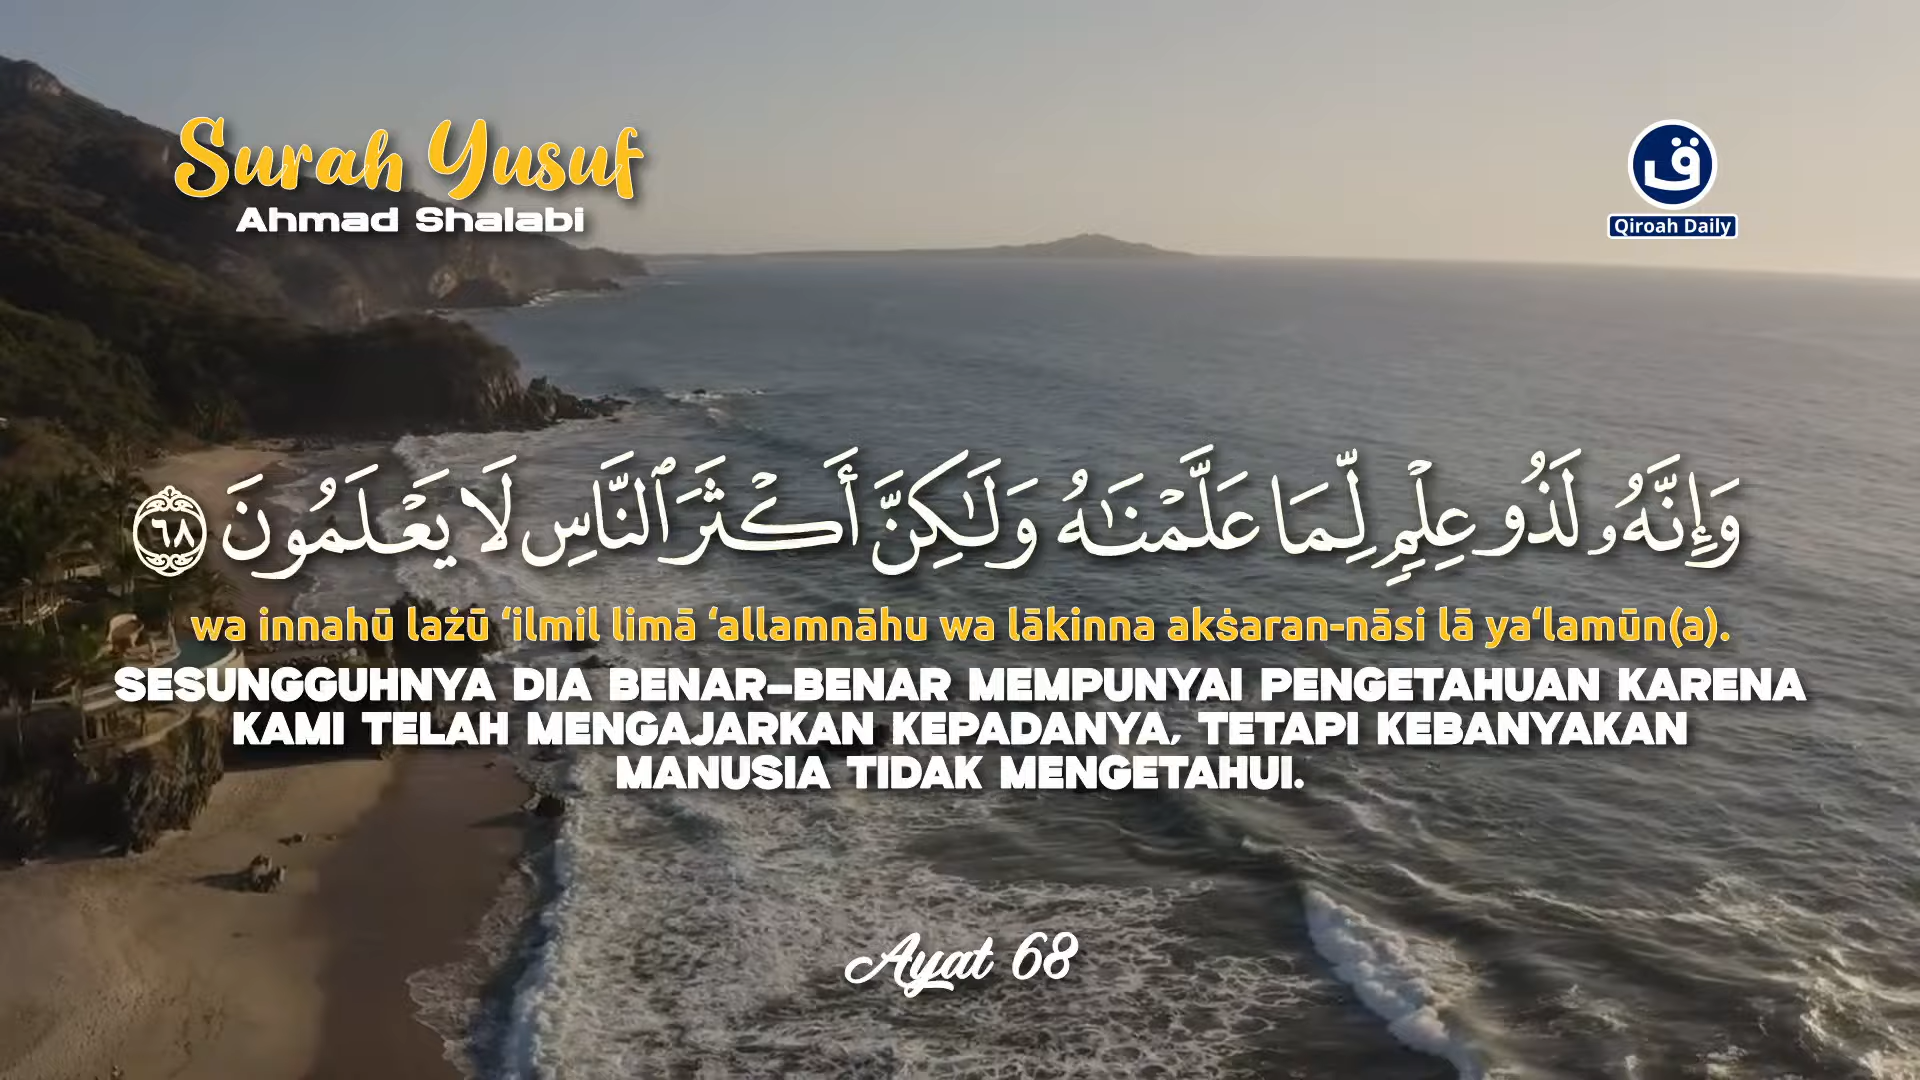 Surah Yusuf
Ahmad Shalabi
ق
Qiroah Daily
وَإِنَّهُۥ لَذُو عِلْمٍ لِّمَا عَلَّمْنَـٰهُ وَلَـٰكِنَّ أَكْثَرَ ٱلنَّاسِ لَا يَعْلَمُونَ ٦٨
wa innahū lażū ‘ilmil limā ‘allamnāhu wa lākinna akṡaran-nāsi lā ya‘lamūn(a).
SESUNGGUHNYA DIA BENAR-BENAR MEMPUNYAI PENGETAHUAN KARENA
KAMI TELAH MENGAJARKAN KEPADANYA, TETAPI KEBANYAKAN
MANUSIA TIDAK MENGETAHUI.
Ayat 68